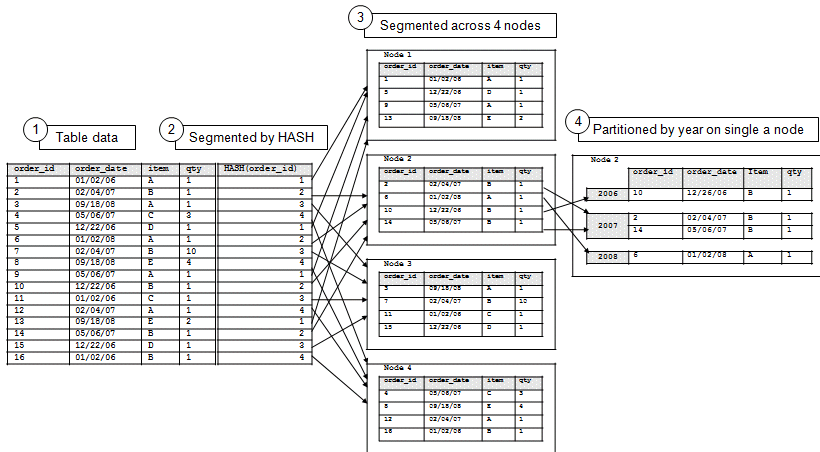 1 Table data
2 Segmented by HASH
3 Segmented across 4 nodes
4 Partitioned by year on single a node
order_id order_date item qty HASH(order_id)
1 01/02/06 A 1 1
2 02/04/07 B 1 2
3 09/18/08 A 1 3
4 05/06/07 C 3 4
5 12/22/06 D 1 1
6 01/02/08 A 1 2
7 02/04/07 B 10 3
8 09/18/08 E 4 4
9 05/06/07 A 1 1
10 12/22/06 B 1 2
11 01/02/06 C 1 3
12 02/04/07 A 1 4
13 09/18/08 E 2 1
14 05/06/07 B 1 2
15 12/22/06 D 1 3
16 01/02/06 B 1 4
Node 1
order_id order_date item qty
1 01/02/06 A 1
5 12/22/06 D 1
9 05/06/07 A 1
13 09/18/08 E 2
Node 2
order_id order_date item qty
2 02/04/07 B 1
6 01/02/08 A 1
10 12/22/06 B 1
14 05/06/07 B 1
Node 3
order_id order_date item qty
3 09/18/08 A 1
7 02/04/07 B 10
11 01/02/06 C 1
15 12/22/06 D 1
Node 4
order_id order_date item qty
4 05/06/07 C 3
8 09/18/08 E 4
12 02/04/07 A 1
16 01/02/06 B 1
Node 2
order_id order_date Item qty
2006 10 12/26/06 B 1
2007
2 02/04/07 B 1
14 05/06/07 B 1
2008 6 01/02/08 A 1